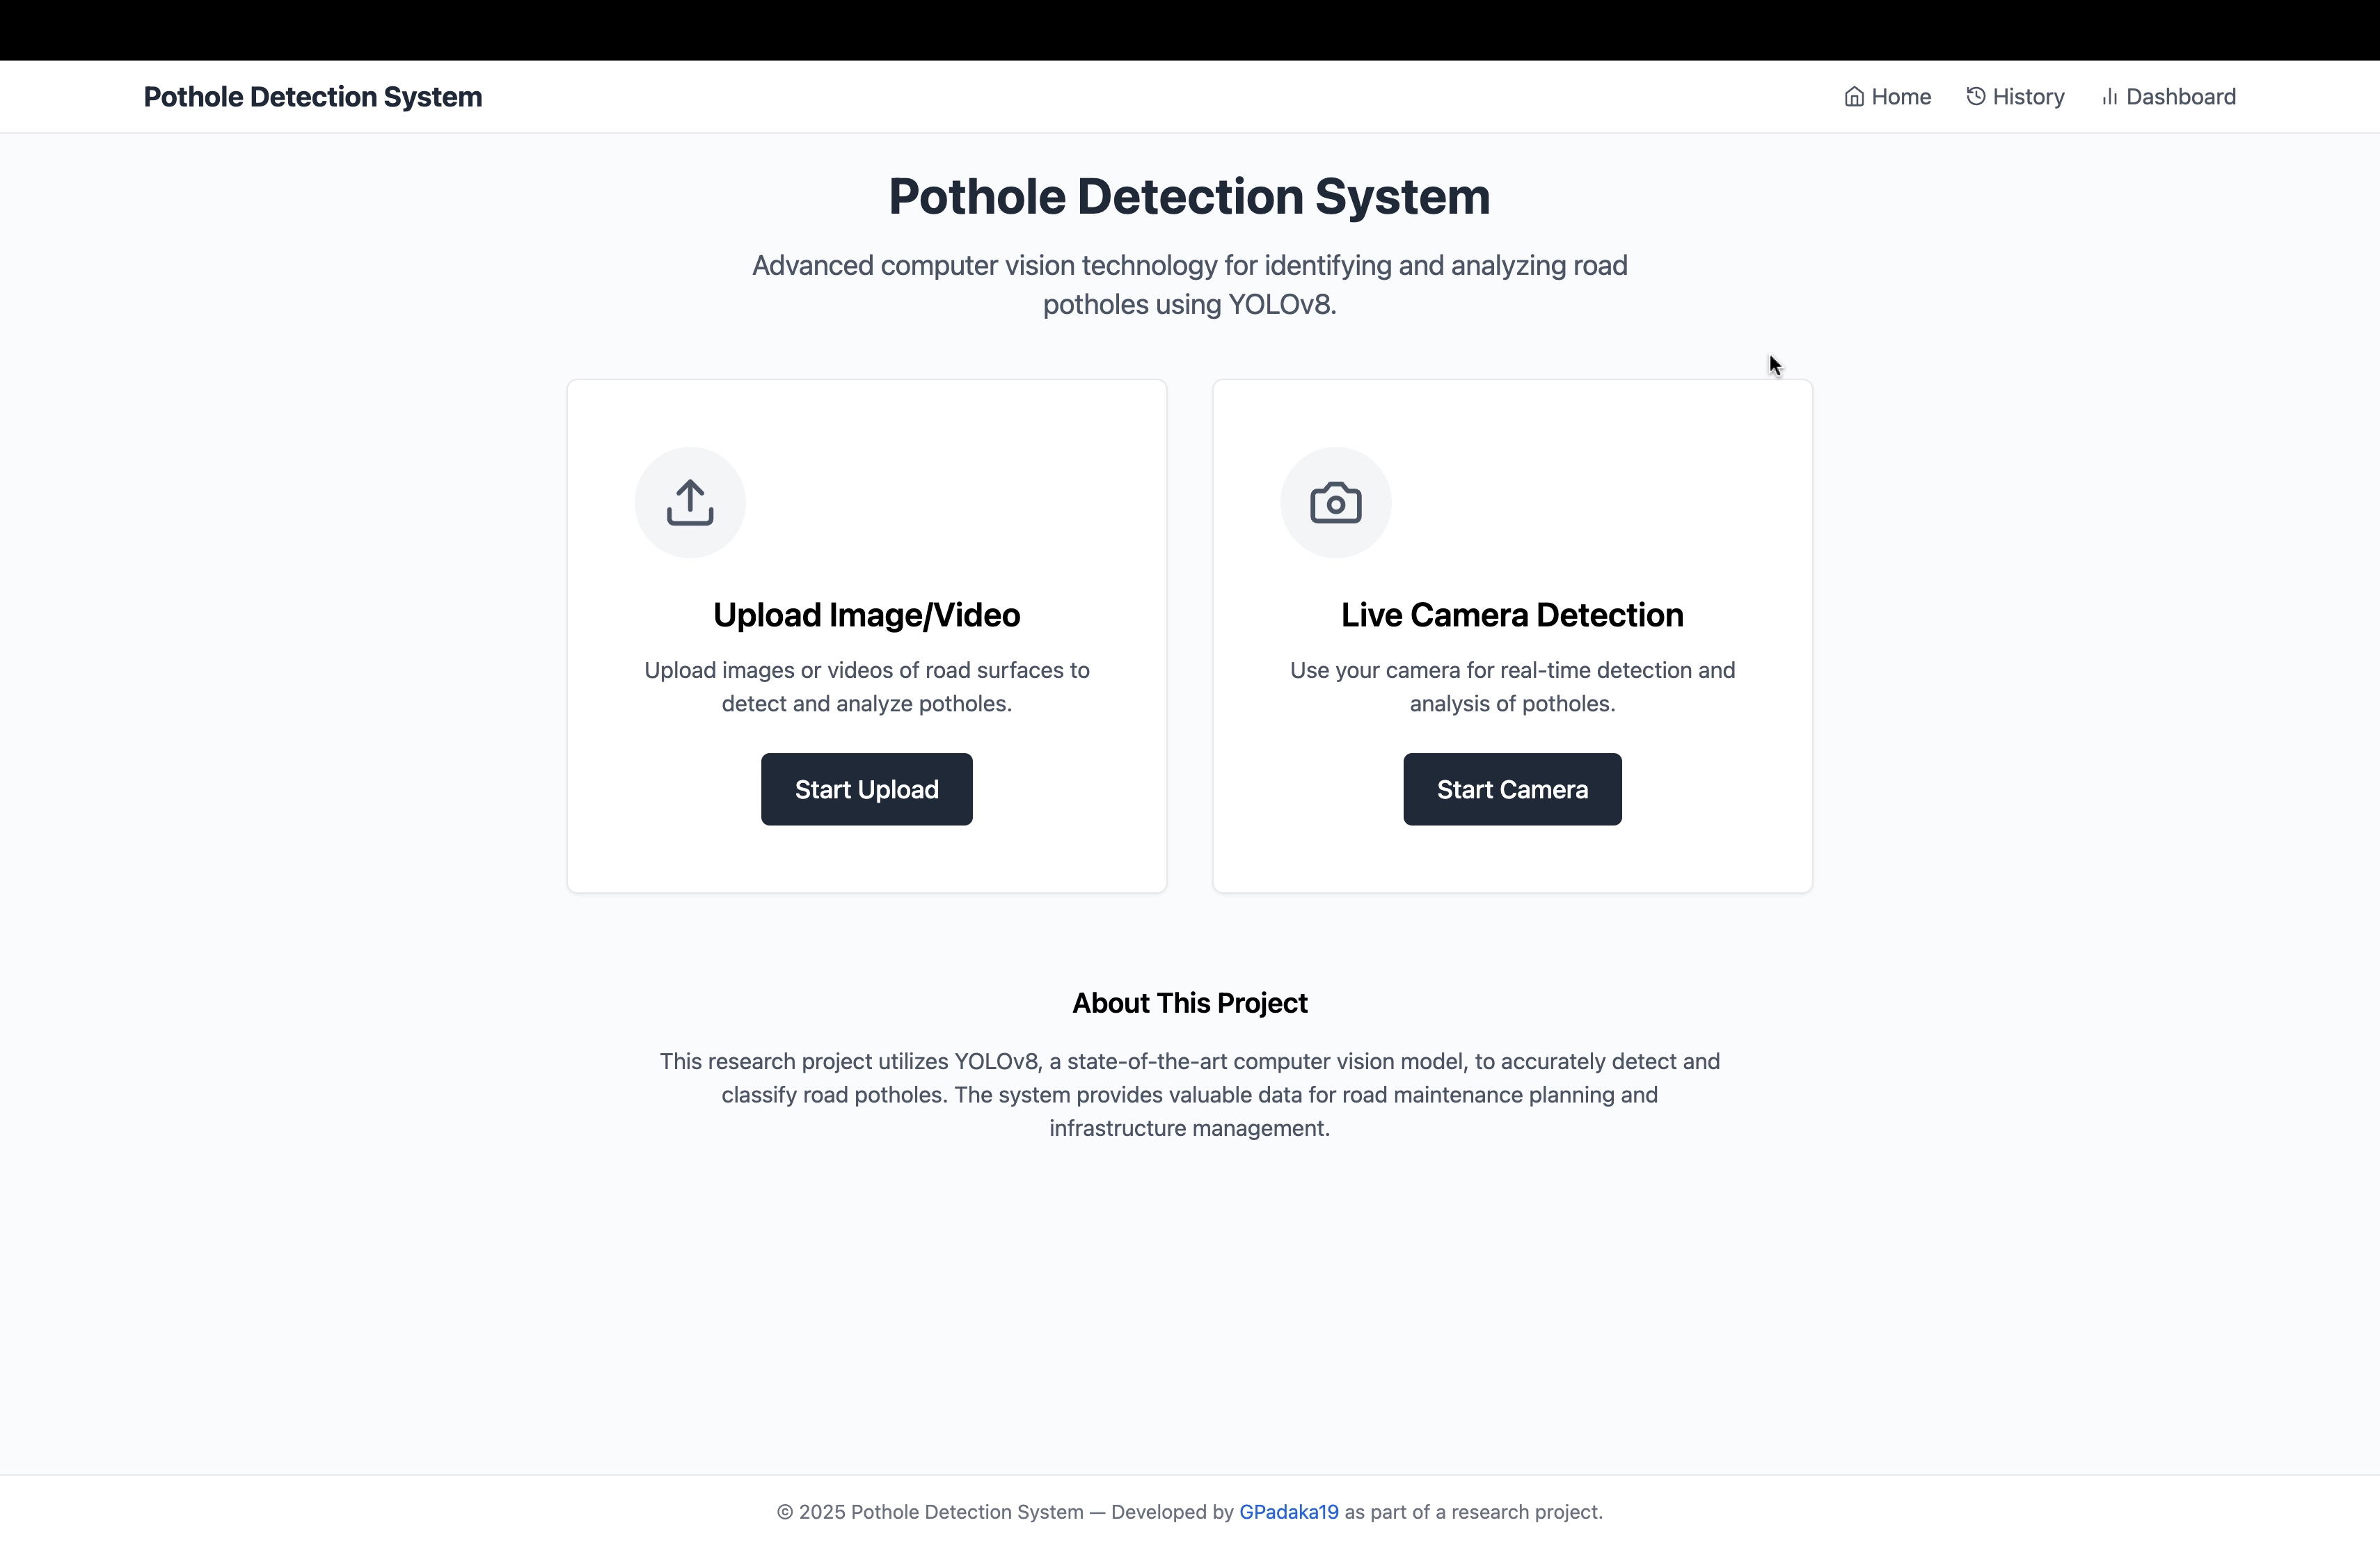 Pothole Detection System
Home
History
Dashboard
Pothole Detection System
Advanced computer vision technology for identifying and analyzing road
potholes using YOLOv8.
Upload Image/Video
Upload images or videos of road surfaces to
detect and analyze potholes.
Start Upload
Live Camera Detection
Use your camera for real-time detection and
analysis of potholes.
Start Camera
About This Project
This research project utilizes YOLOv8, a state-of-the-art computer vision model, to accurately detect and
classify road potholes. The system provides valuable data for road maintenance planning and
infrastructure management.
© 2025 Pothole Detection System — Developed by GPadaka19 as part of a research project.